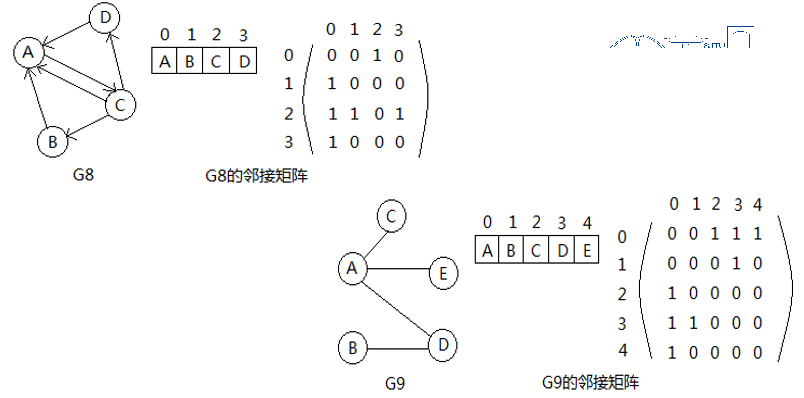 D
A
C
B
G8
0 1 2 3
A B C D
G8的邻接矩阵
0 1 2 3
0 0 0 1 0
1 1 0 0 0
2 1 1 0 1
3 1 0 0 0
C
A
E
B
D
G9
0 1 2 3 4
A B C D E
G9的邻接矩阵
0 1 2 3 4
0 0 0 1 1 1
1 0 0 0 1 0
2 1 0 0 0 0
3 1 1 0 0 0
4 1 0 0 0 0